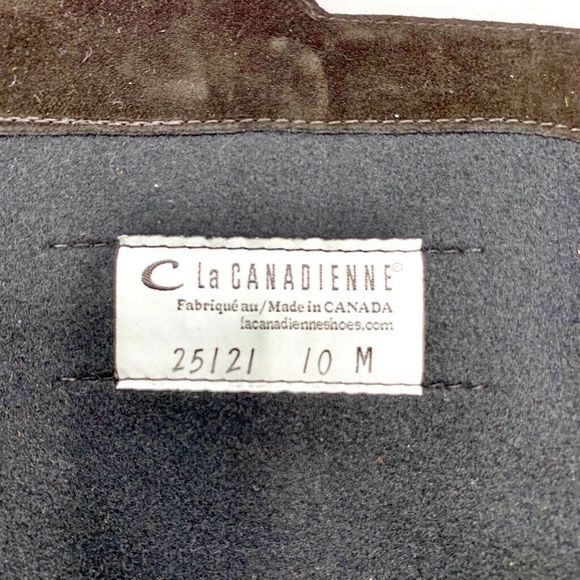 C La CANADIENNE©
Fabriqué au/Made in CANADA
lacanadienneshoes.com
25121 10 M